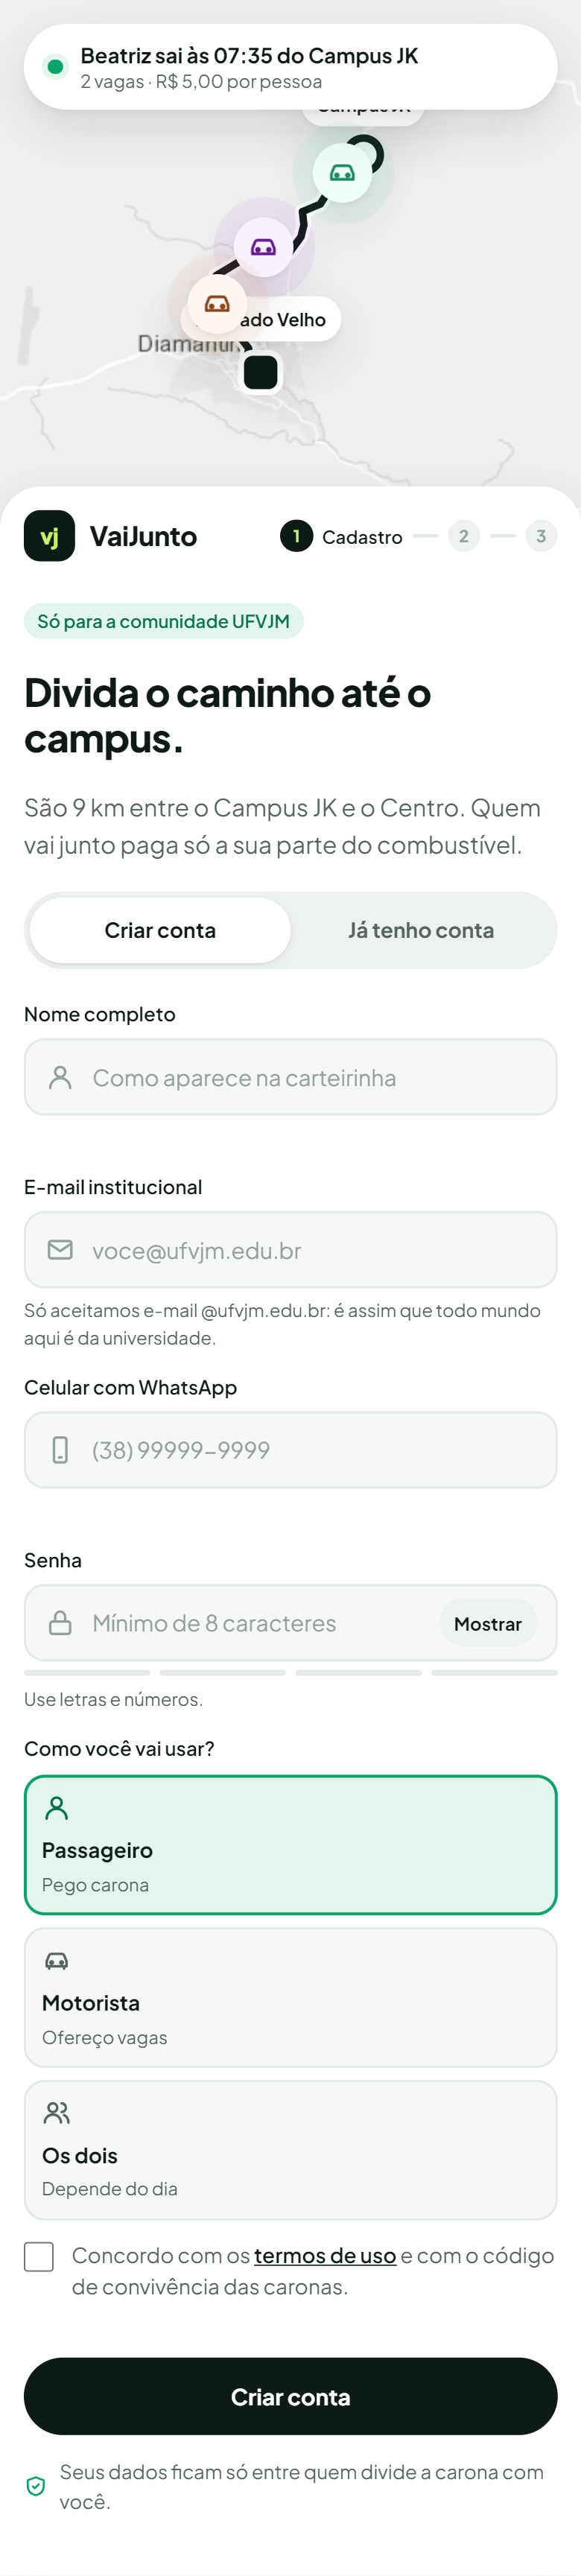 Beatriz sai às 07:35 do Campus JK
2 vagas · R$ 5,00 por pessoa
ado Velho
vj VaiJunto
1 Cadastro 2 3
Só para a comunidade UFVJM
Divida o caminho até o
campus.
São 9 km entre o Campus JK e o Centro. Quem
vai junto paga só a sua parte do combustível.
Criar conta
Já tenho conta
Nome completo
Como aparece na carteirinha
E-mail institucional
voce@ufvjm.edu.br
Só aceitamos e-mail @ufvjm.edu.br: é assim que todo mundo
aqui é da universidade.
Celular com WhatsApp
(38) 99999-9999
Senha
Mínimo de 8 caracteres
Mostrar
Use letras e números.
Como você vai usar?
Passageiro
Pego carona
Motorista
Ofereço vagas
Os dois
Depende do dia
Concordo com os termos de uso e com o código
de convivência das caronas.
Criar conta
Seus dados ficam só entre quem divide a carona com
você.